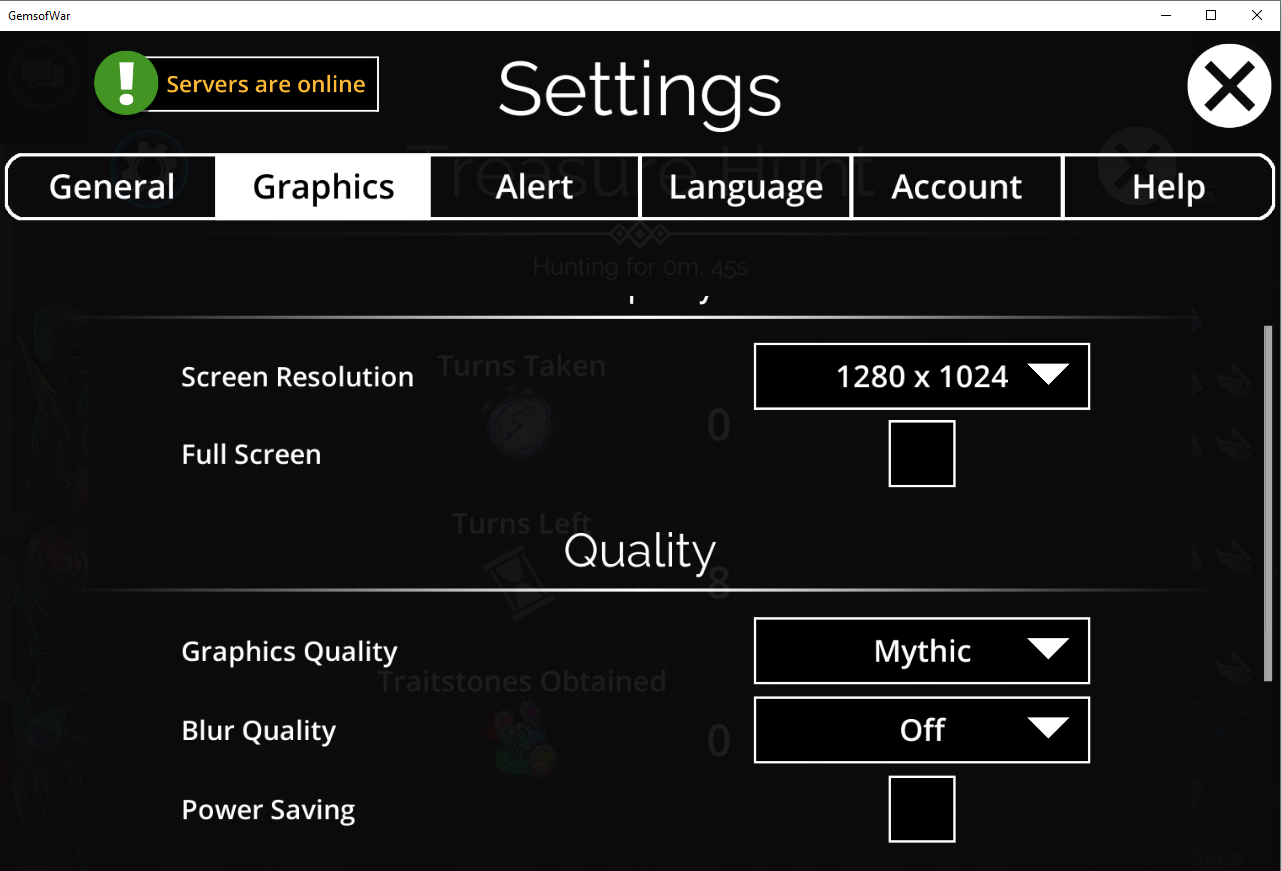 GemsofWar
Servers are online
Settings
Treasure Hunt
General
Graphics
Alert
Language
Account
Help
Hunting for 0m, 45s
Screen Resolution
1280 x 1024
Turns Taken
0
Full Screen
Turns Left
8
Quality
Graphics Quality
Mythic
Traitstones Obtained
0
Blur Quality
Off
Power Saving